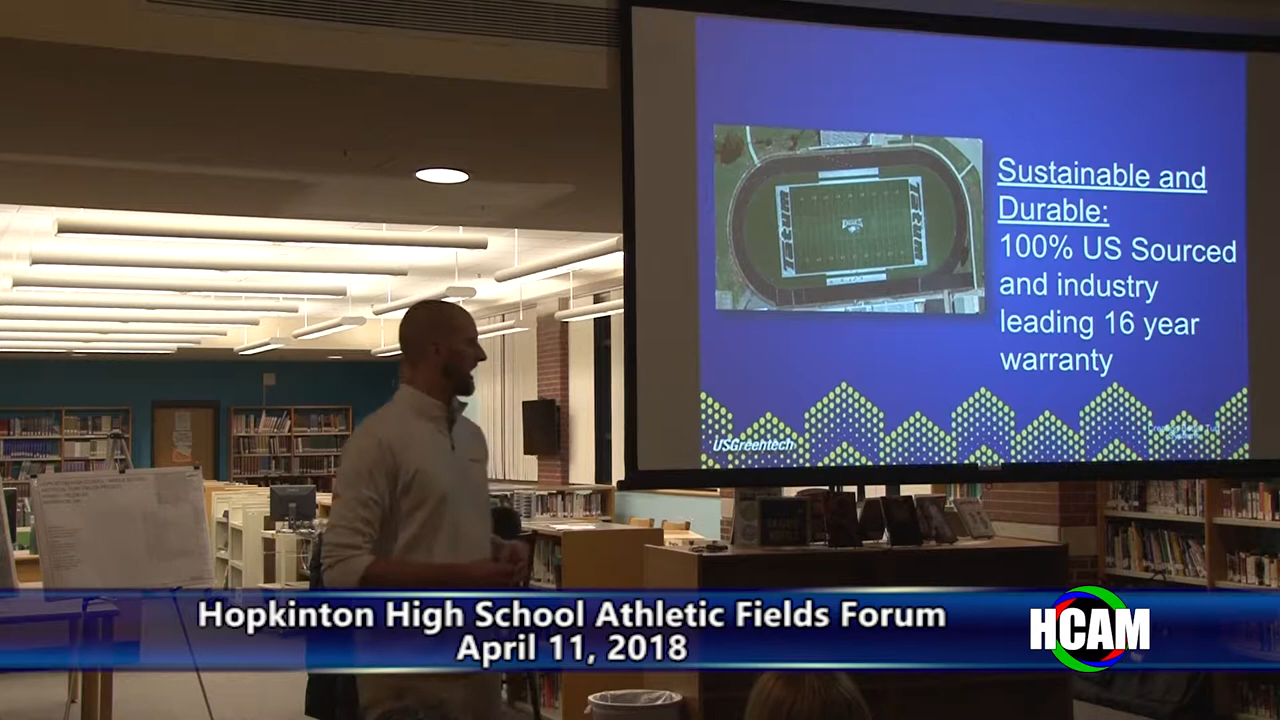 Sustainable and
Durable:
100% US Sourced
and industry
leading 16 year
warranty
USGreentech
Hopkinton High School Athletic Fields Forum
April 11, 2018
HCAM